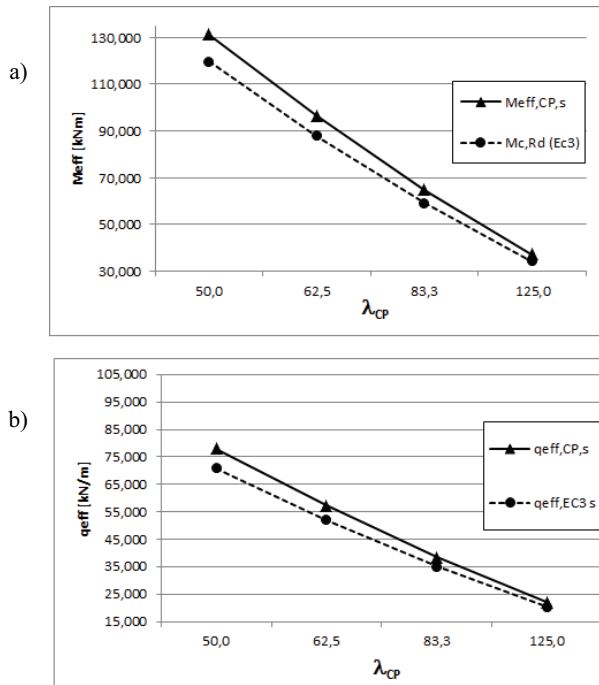 a)
Meff [kNm]
130,000
110,000
90,000
70,000
50,000
30,000
50,0 62,5 83,3 125,0
λCP
Meff,CP,s
Mc,Rd (Ec3)
b)
qeff [kN/m]
105,000
95,000
85,000
75,000
65,000
55,000
45,000
35,000
25,000
15,000
50,0 62,5 83,3 125,0
λCP
qeff,CP,s
qeff,EC3 s